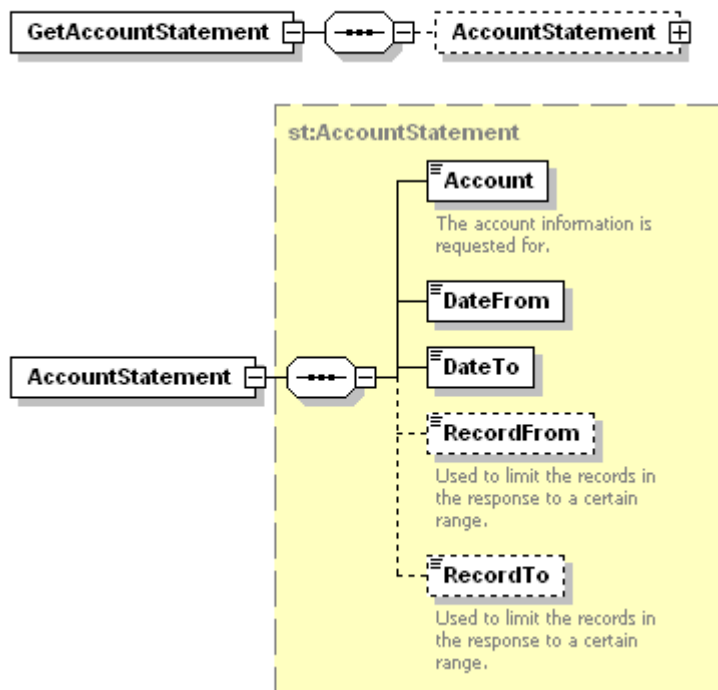 GetAccountStatement
AccountStatement
st:AccountStatement
Account
The account information is
requested for.
DateFrom
AccountStatement
DateTo
RecordFrom
Used to limit the records in
the response to a certain
range.
RecordTo
Used to limit the records in
the response to a certain
range.